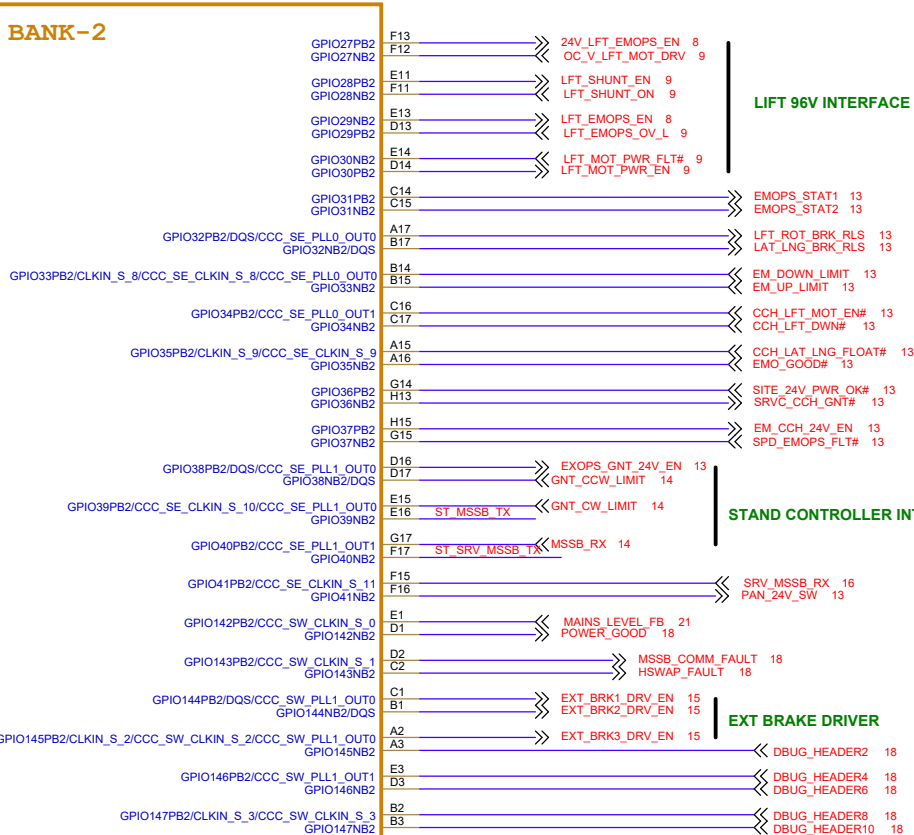 BANK-2
GPIO27PB2 F13 24V_LFT_EMOPS_EN 8
GPIO27NB2 F12 OC_V_LFT_MOT_DRV 9
GPIO28PB2 E11 LFT_SHUNT_EN 9
GPIO28NB2 F11 LFT_SHUNT_ON 9
LIFT 96V INTERFACE
GPIO29NB2 E13 LFT_EMOPS_EN 8
GPIO29PB2 D13 LFT_EMOPS_OV_L 9
GPIO30NB2 E14 LFT_MOT_PWR_FLT# 9
GPIO30PB2 D14 LFT_MOT_PWR_EN 9
GPIO31PB2 C14 EMOPS_STAT1 13
GPIO31NB2 C15 EMOPS_STAT2 13
GPIO32PB2/DQS/CCC_SE_PLL0_OUT0 A17 LFT_ROT_BRK_RLS 13
GPIO32NB2/DQS B17 LAT_LNG_BRK_RLS 13
GPIO33PB2/CLKIN_S_8/CCC_SE_CLKIN_S_8/CCC_SE_PLL0_OUT0 B14 EM_DOWN_LIMIT 13
GPIO33NB2 B15 EM_UP_LIMIT 13
GPIO34PB2/CCC_SE_PLL0_OUT1 C16 CCH_LFT_MOT_EN# 13
GPIO34NB2 C17 CCH_LFT_DWN# 13
GPIO35PB2/CLKIN_S_9/CCC_SE_CLKIN_S_9 A15 CCH_LAT_LNG_FLOAT# 13
GPIO35NB2 A16 EMO_GOOD# 13
GPIO36PB2 G14 SITE_24V_PWR_OK# 13
GPIO36NB2 H13 SRVC_CCH_GNT# 13
GPIO37PB2 H15 EM_CCH_24V_EN 13
GPIO37NB2 G15 SPD_EMOPS_FLT# 13
GPIO38PB2/DQS/CCC_SE_PLL1_OUT0 D16 EXOPS_GNT_24V_EN 13
GPIO38NB2/DQS D17 GNT_CCW_LIMIT 14
GPIO39PB2/CCC_SE_CLKIN_S_10/CCC_SE_PLL1_OUT0 E15 GNT_CW_LIMIT 14
GPIO39NB2 E16 ST_MSSB_TX
STAND CONTROLLER INT
GPIO40PB2/CCC_SE_PLL1_OUT1 G17 MSSB_RX 14
GPIO40NB2 F17 ST_SRV_MSSB_TX
GPIO41PB2/CCC_SE_CLKIN_S_11 F15 SRV_MSSB_RX 16
GPIO41NB2 F16 PAN_24V_SW 13
GPIO142PB2/CCC_SW_CLKIN_S_0 E1 MAINS_LEVEL_FB 21
GPIO142NB2 D1 POWER_GOOD 18
GPIO143PB2/CCC_SW_CLKIN_S_1 D2 MSSB_COMM_FAULT 18
GPIO143NB2 C2 HSWAP_FAULT 18
GPIO144PB2/DQS/CCC_SW_PLL1_OUT0 C1 EXT_BRK1_DRV_EN 15
GPIO144NB2/DQS B1 EXT_BRK2_DRV_EN 15
EXT BRAKE DRIVER
GPIO145PB2/CLKIN_S_2/CCC_SW_CLKIN_S_2/CCC_SW_PLL1_OUT0 A2 EXT_BRK3_DRV_EN 15
GPIO145NB2 A3 DBUG_HEADER2 18
GPIO146PB2/CCC_SW_PLL1_OUT1 E3 DBUG_HEADER4 18
GPIO146NB2 D3 DBUG_HEADER6 18
GPIO147PB2/CLKIN_S_3/CCC_SW_CLKIN_S_3 B2 DBUG_HEADER8 18
GPIO147NB2 B3 DBUG_HEADER10 18